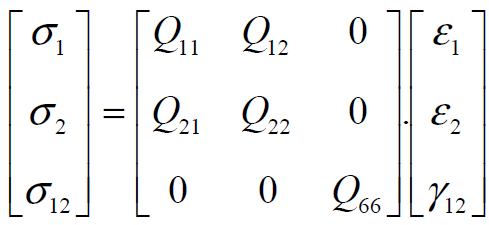 σ₁ Q₁₁ Q₁₂ 0 ε₁
σ₂ = Q₂₁ Q₂₂ 0 . ε₂
σ₁₂ 0 0 Q₆₆ γ₁₂